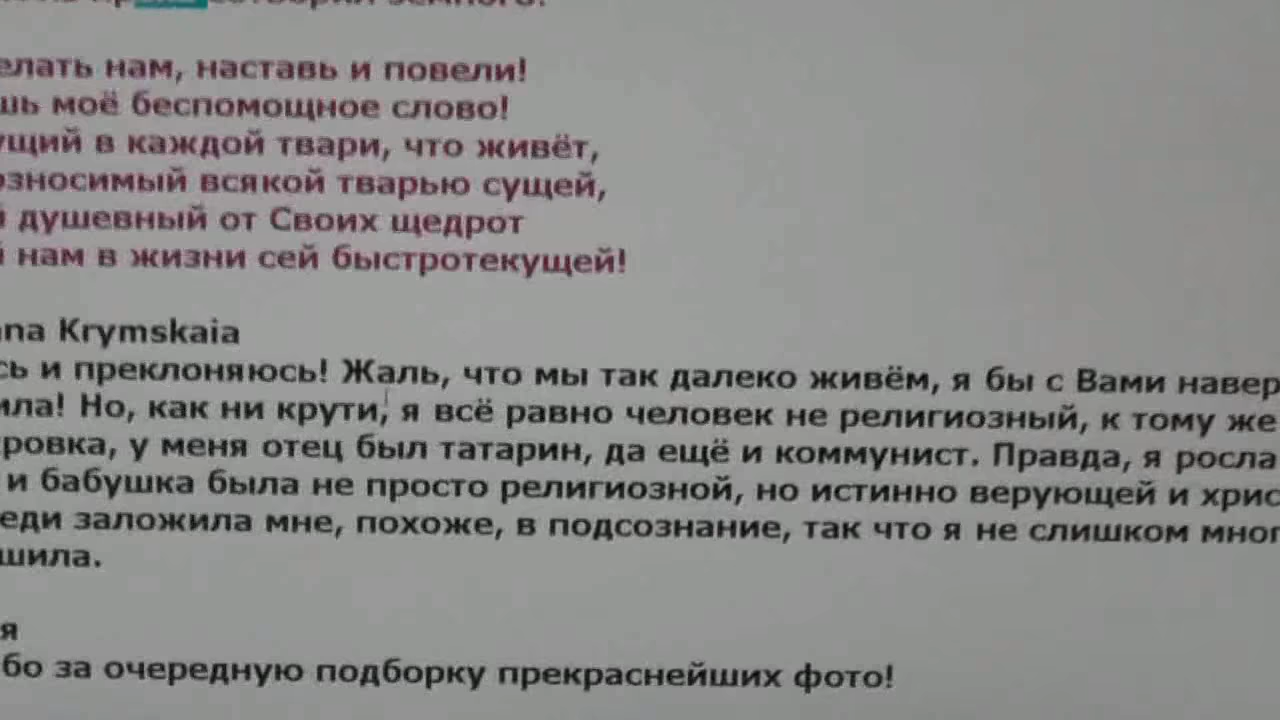 елать нам, наставь и повели!
шь моё беспомощное слово!
ущий в каждой твари, что живёт,
озносимый всякой тварью сущей,
й душевный от Своих щедрот
й нам в жизни сей быстротекущей!
nna Krymskaia
сь и преклоняюсь! Жаль, что мы так далеко живём, я бы с Вами навер
ила! Но, как ни крути, я всё равно человек не религиозный, к тому же
ровка, у меня отец был татарин, да ещё и коммунист. Правда, я росла
и бабушка была не просто религиозной, но истинно верующей и хрис
еди заложила мне, похоже, в подсознание, так что я не слишком мног
шила.
я
бо за очередную подборку прекраснейших фото!